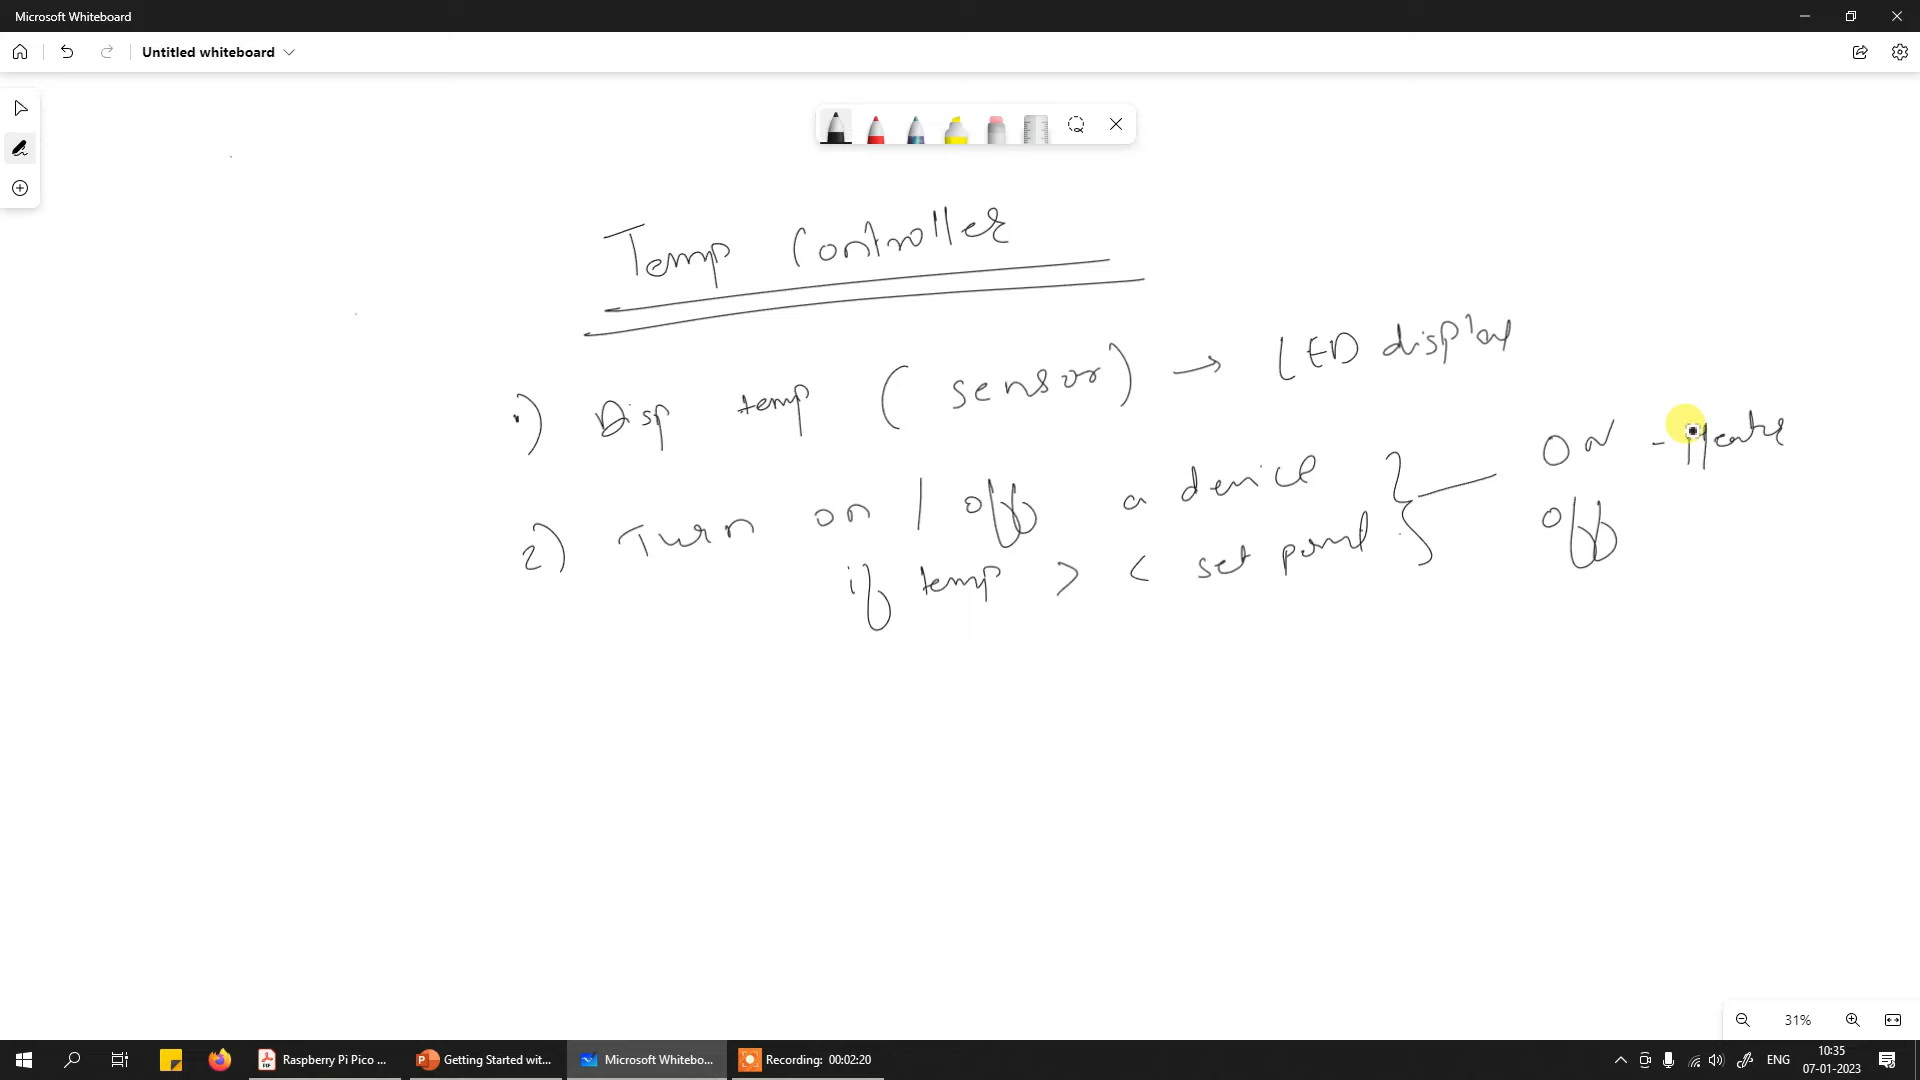 Microsoft Whiteboard
Untitled whiteboard
Temp Controller
1) Disp temp (sensor) → LED display
2) Turn on / off a device } — ON - Heater
if temp > < set point off
31%
Raspberry Pi Pico ...
Getting Started wit...
Microsoft Whitebo...
Recording: 00:02:20
ENG
10:35
07-01-2023